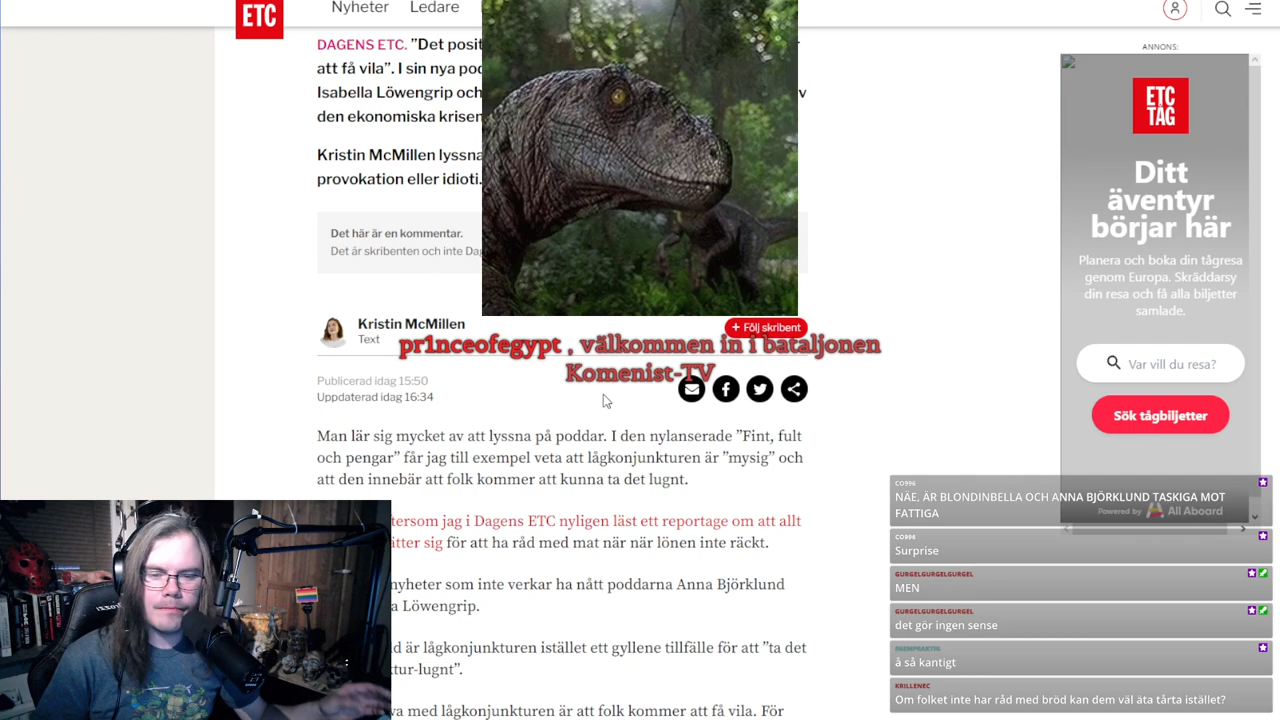 ETC
Nyheter
Ledare
DAGENS ETC. "Det posit
att få vila". I sin nya pod
Isabella Löwengrip och
v
den ekonomiska krisen
Kristin McMillen lyssna
provokation eller idioti.
Det här är en kommentar.
Det är skribenten och inte Dag
Kristin McMillen
Text
+ Följ skribent
pr1nceofegypt , välkommen in i bataljonen
Komenist-TV
Publicerad idag 15:50
Uppdaterad idag 16:34
Man lär sig mycket av att lyssna på poddar. I den nylanserade "Fint, fult
och pengar" får jag till exempel veta att lågkonjunkturen är "mysig" och
att den innebär att folk kommer att kunna ta det lugnt.
tersom jag i Dagens ETC nyligen läst ett reportage om att allt
tter sig för att ha råd med mat när när lönen inte räckt.
nyheter som inte verkar ha nått poddarna Anna Björklund
a Löwengrip.
d är lågkonjunkturen istället ett gyllene tillfälle för att "ta det
tur-lugnt".
va med lågkonjunkturen är att folk kommer att få vila. För
ANNONS:
ETC
TAG
Ditt
äventyr
börjar här
Planera och boka din tågresa
genom Europa. Skräddarsy
din resa och få alla biljetter
samlade.
Var vill du resa?
Sök tågbiljetter
Powered by All Aboard
CO996
NÄE, ÄR BLONDINBELLA OCH ANNA BJÖRKLUND TASKIGA MOT
FATTIGA
CO996
Surprise
GURGELGURGELGURGEL
MEN
GURGELGURGELGURGEL
det gör ingen sense
å så kantigt
KRILLENEC
Om folket inte har råd med bröd kan dem väl äta tårta istället?